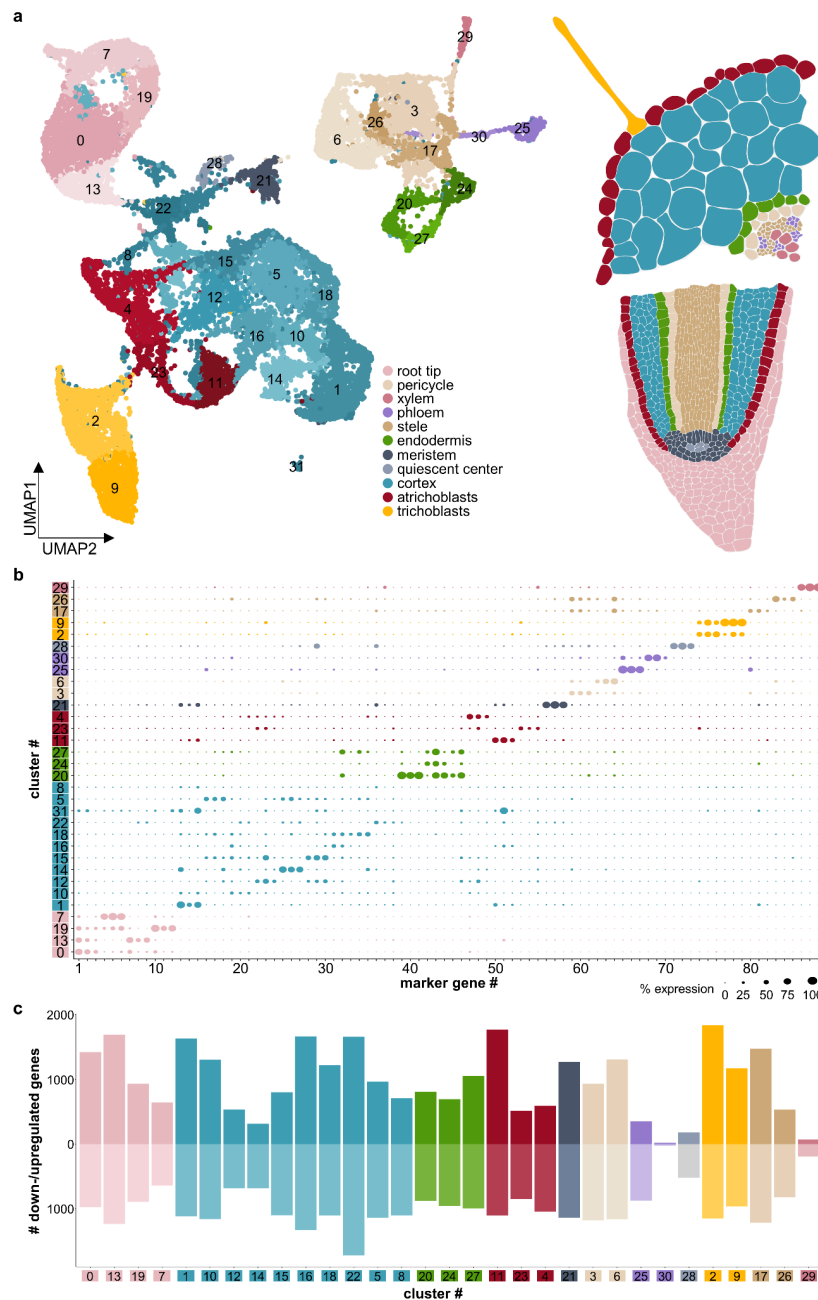 a
29
7
19
3
26
25
0
30
6
17
28
13
21
24
20
22
27
8
15
5
18
12
4
16
10
23
11
14
1
2
31
9
root tip
pericycle
xylem
phloem
stele
endodermis
meristem
quiescent center
cortex
atrichoblasts
trichoblasts
UMAP1
UMAP2
b
29
26
17
9
2
28
30
25
6
3
21
4
23
11
27
24
20
8
5
31
22
18
16
15
14
12
10
1
7
19
13
0
cluster #
1 10 20 30 40 50 60 70 80
marker gene #
% expression 0 25 50 75 100
c
2000
1000
0
1000
# down-/upregulated genes
0 13 19 7 1 10 12 14 15 16 18 22 5 8 20 24 27 11 23 4 21 3 6 25 30 28 2 9 17 26 29
cluster #